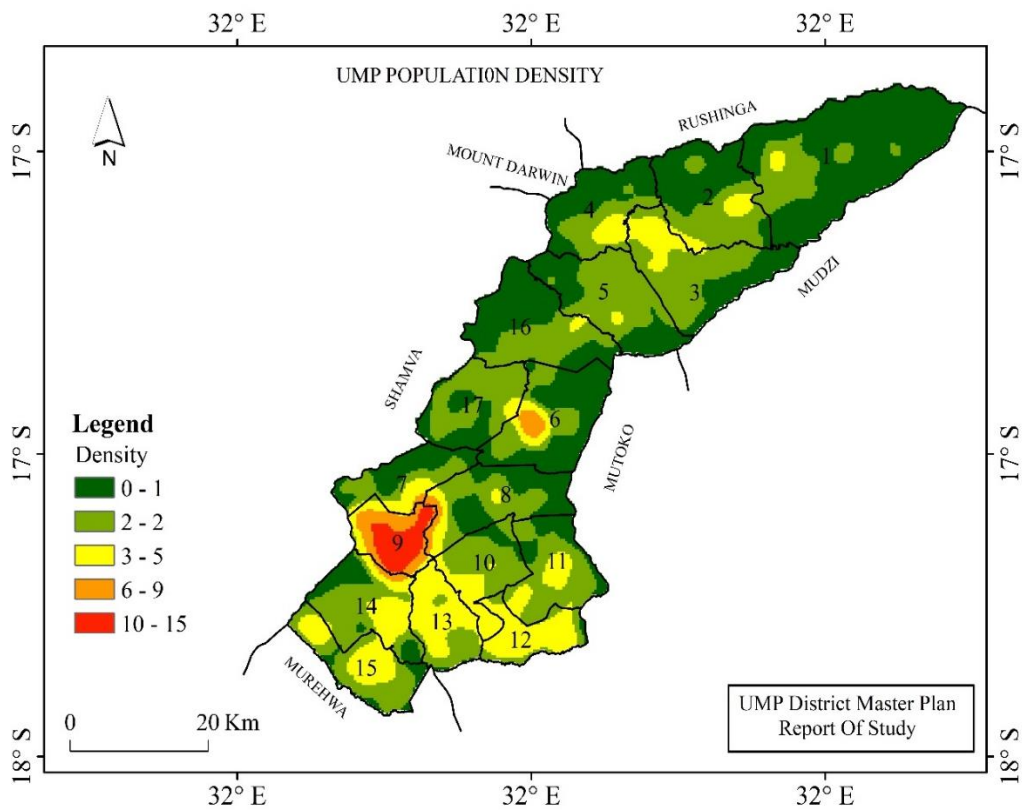 32° E 32° E 32° E
UMP POPULATI0N DENSITY
N
RUSHINGA
MOUNT DARWIN
17° S 17° S
1
2
4
MUDZI
3
5
16
SHAMVA
17
6
MUTOKO
Legend
Density
0 - 1
2 - 2
3 - 5
6 - 9
10 - 15
17° S 17° S
7
8
9
10
11
14
13
12
15
MUREHWA
0 20 Km
UMP District Master Plan
Report Of Study
18° S 18° S
32° E 32° E 32° E